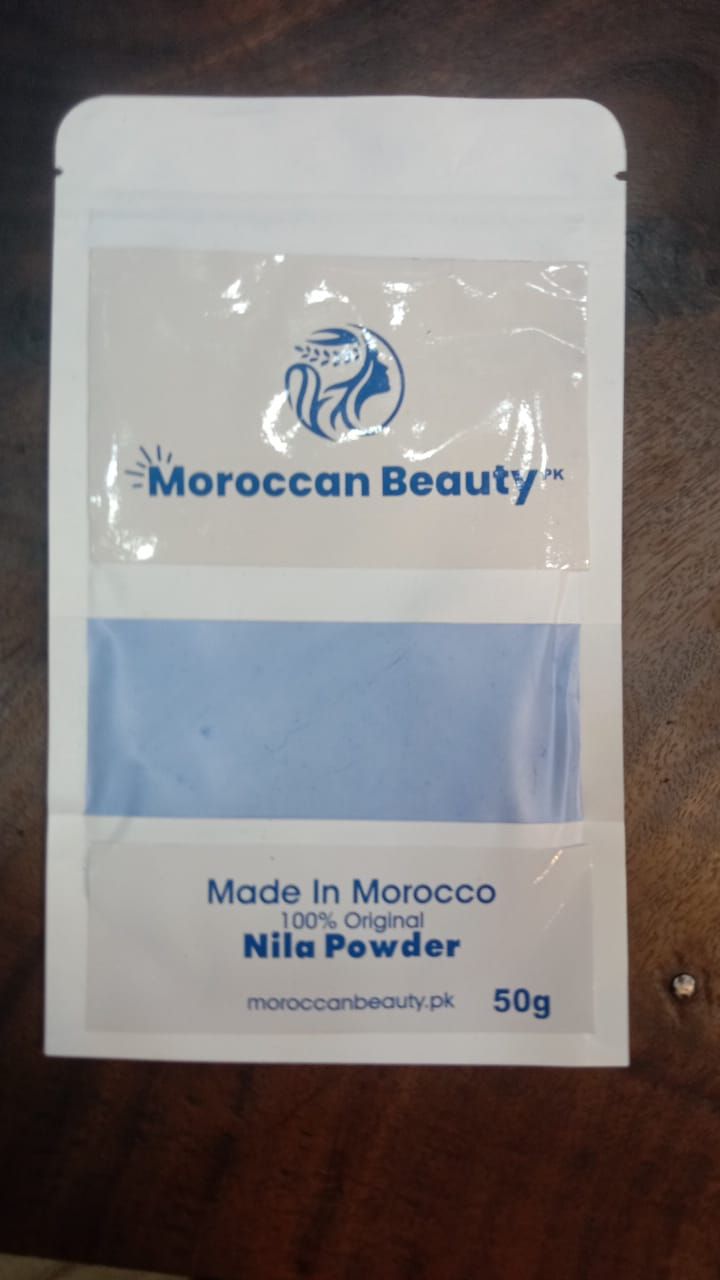 Moroccan Beauty PK
Made In Morocco
100% Original
Nila Powder
moroccanbeauty.pk 50g